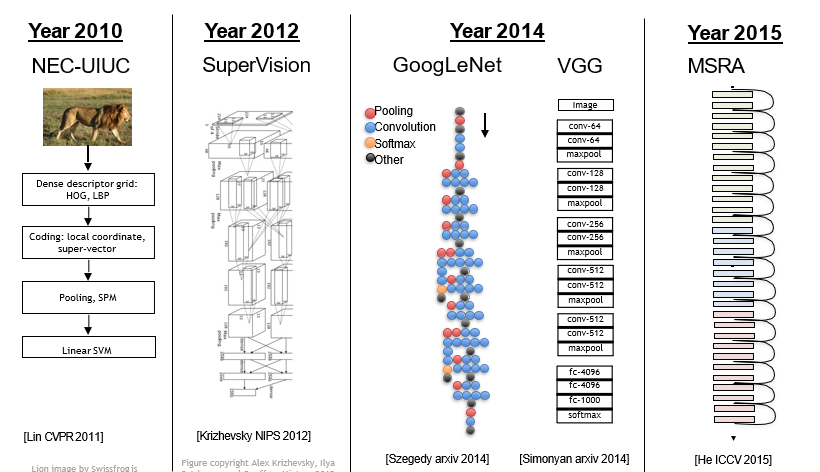 Year 2010
NEC-UIUC
Dense descriptor grid:
HOG, LBP
Coding: local coordinate,
super-vector
Pooling, SPM
Linear SVM
[Lin CVPR 2011]
Lion image by Swissfrog is
Year 2012
SuperVision
[Krizhevsky NIPS 2012]
Figure copyright Alex Krizhevsky, Ilya
Year 2014
GoogLeNet
Pooling
Convolution
Softmax
Other
[Szegedy arxiv 2014]
VGG
image
conv-64
conv-64
maxpool
conv-128
conv-128
maxpool
conv-256
conv-256
maxpool
conv-512
conv-512
maxpool
conv-512
conv-512
maxpool
fc-4096
fc-4096
fc-1000
softmax
[Simonyan arxiv 2014]
Year 2015
MSRA
[He ICCV 2015]